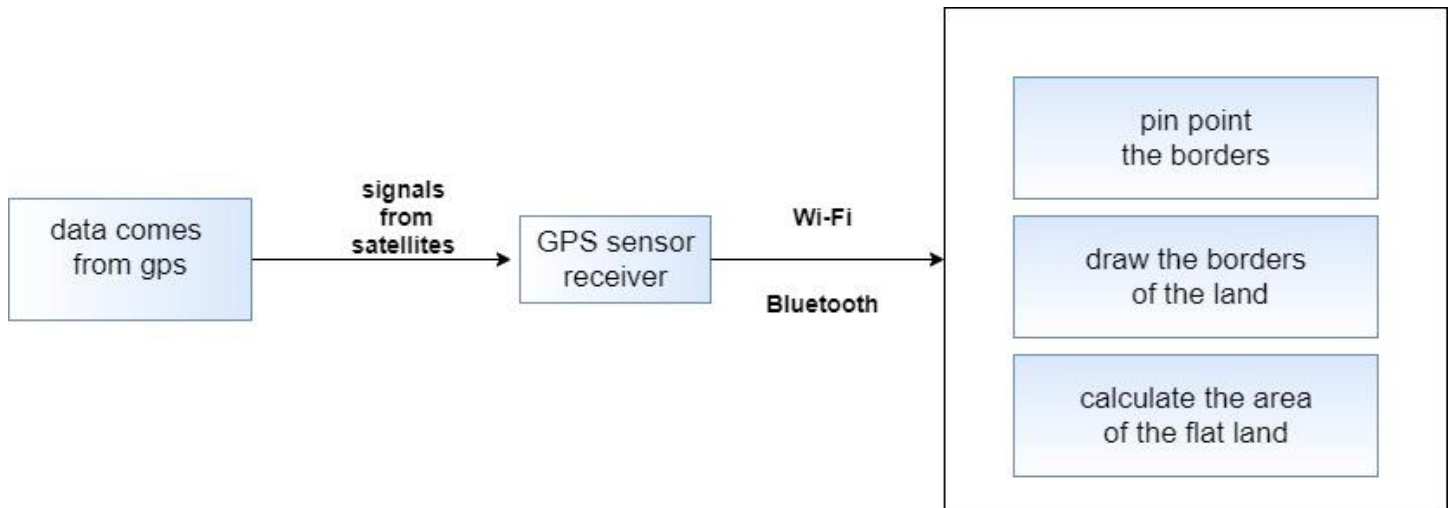 data comes
from gps
signals
from
satellites
GPS sensor
receiver
Wi-Fi
Bluetooth
pin point
the borders
draw the borders
of the land
calculate the area
of the flat land